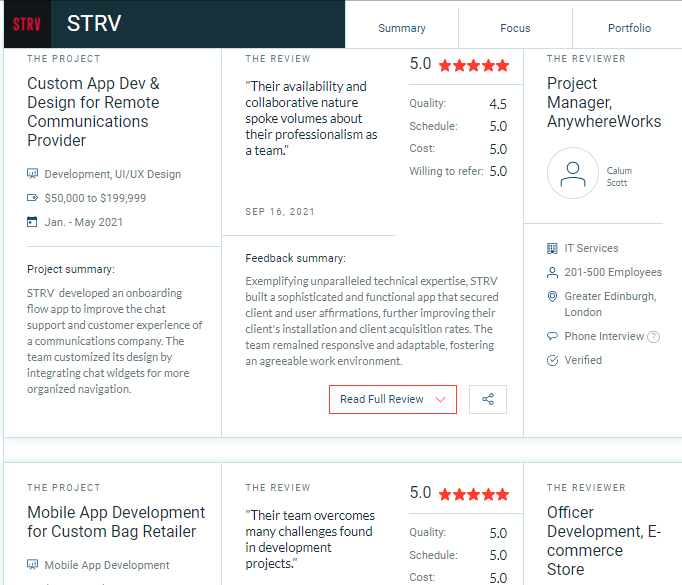 STRV
STRV
Summary
Focus
Portfolio
THE PROJECT
Custom App Dev &
Design for Remote
Communications
Provider
Development, UI/UX Design
$50,000 to $199,999
Jan. - May 2021
Project summary:
STRV developed an onboarding
flow app to improve the chat
support and customer experience of
a communications company. The
team customized its design by
integrating chat widgets for more
organized navigation.
THE REVIEW
"Their availability and
collaborative nature
spoke volumes about
their professionalism as
a team."
SEP 16, 2021
5.0
Quality: 4.5
Schedule: 5.0
Cost: 5.0
Willing to refer: 5.0
Feedback summary:
Exemplifying unparalleled technical expertise, STRV
built a sophisticated and functional app that secured
client and user affirmations, further improving their
client's installation and client acquisition rates. The
team remained responsive and adaptable, fostering
an agreeable work environment.
Read Full Review
THE REVIEWER
Project
Manager,
AnywhereWorks
Calum
Scott
IT Services
201-500 Employees
Greater Edinburgh,
London
Phone Interview ?
Verified
THE PROJECT
Mobile App Development
for Custom Bag Retailer
Mobile App Development
THE REVIEW
"Their team overcomes
many challenges found
in development
projects."
5.0
Quality: 5.0
Schedule: 5.0
Cost: 5.0
THE REVIEWER
Officer
Development, E-
commerce
Store